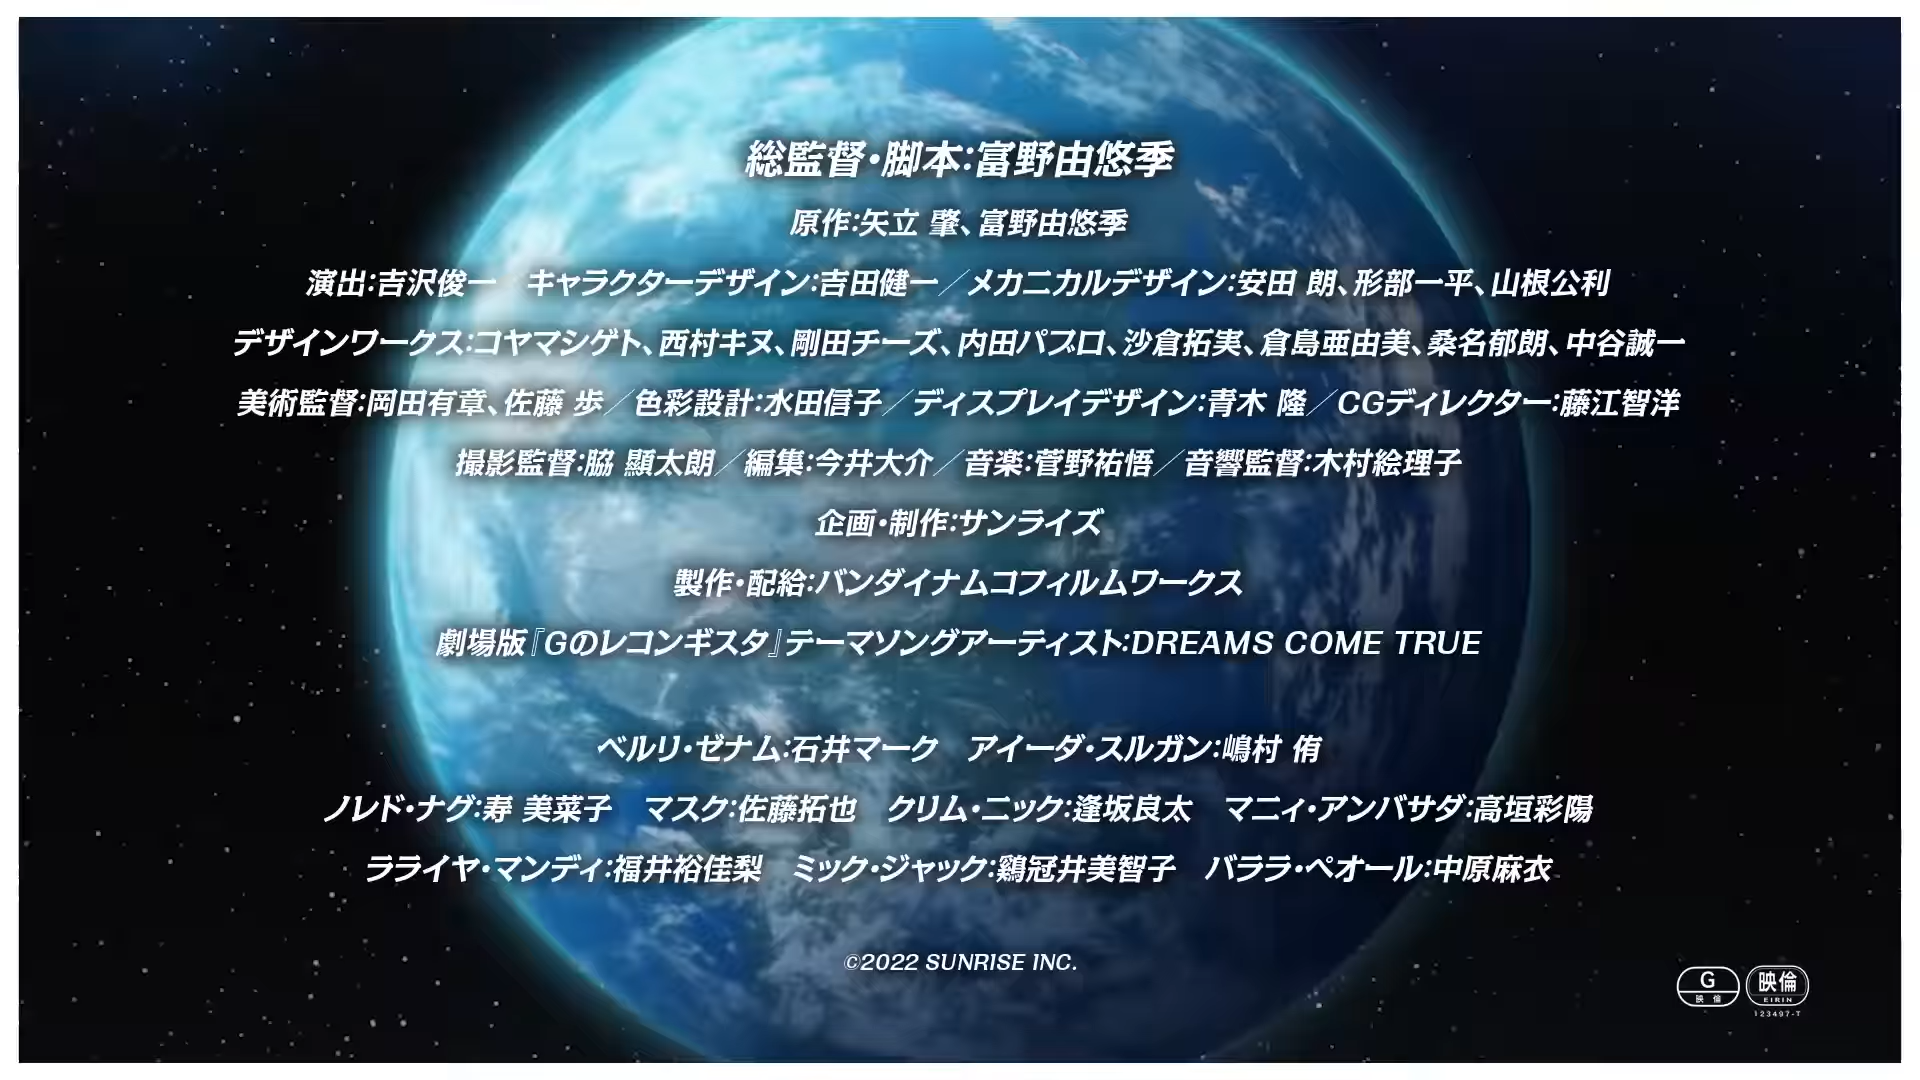 総監督・脚本:富野由悠季
原作:矢立 肇、富野由悠季
演出:吉沢俊一　キャラクターデザイン:吉田健一／メカニカルデザイン:安田 朗、形部一平、山根公利
デザインワークス:コヤマシゲト、西村キヌ、剛田チーズ、内田パブロ、沙倉拓実、倉島亜由美、桑名郁朗、中谷誠一
美術監督:岡田有章、佐藤 歩／色彩設計:水田信子／ディスプレイデザイン:青木 隆／CGディレクター:藤江智洋
撮影監督:脇 顯太朗／編集:今井大介／音楽:菅野祐悟／音響監督:木村絵理子
企画・制作:サンライズ
製作・配給:バンダイナムコフィルムワークス
劇場版『Gのレコンギスタ』テーマソングアーティスト:DREAMS COME TRUE
ベルリ・ゼナム:石井マーク　アイーダ・スルガン:嶋村 侑
ノレド・ナグ:寿 美菜子　マスク:佐藤拓也　クリム・ニック:逢坂良太　マニィ・アンバサダ:高垣彩陽
ラライヤ・マンディ:福井裕佳梨　ミック・ジャック:鶏冠井美智子　バララ・ペオール:中原麻衣
©2022 SUNRISE INC.
G 映倫
映倫
EIRIN
123497-T